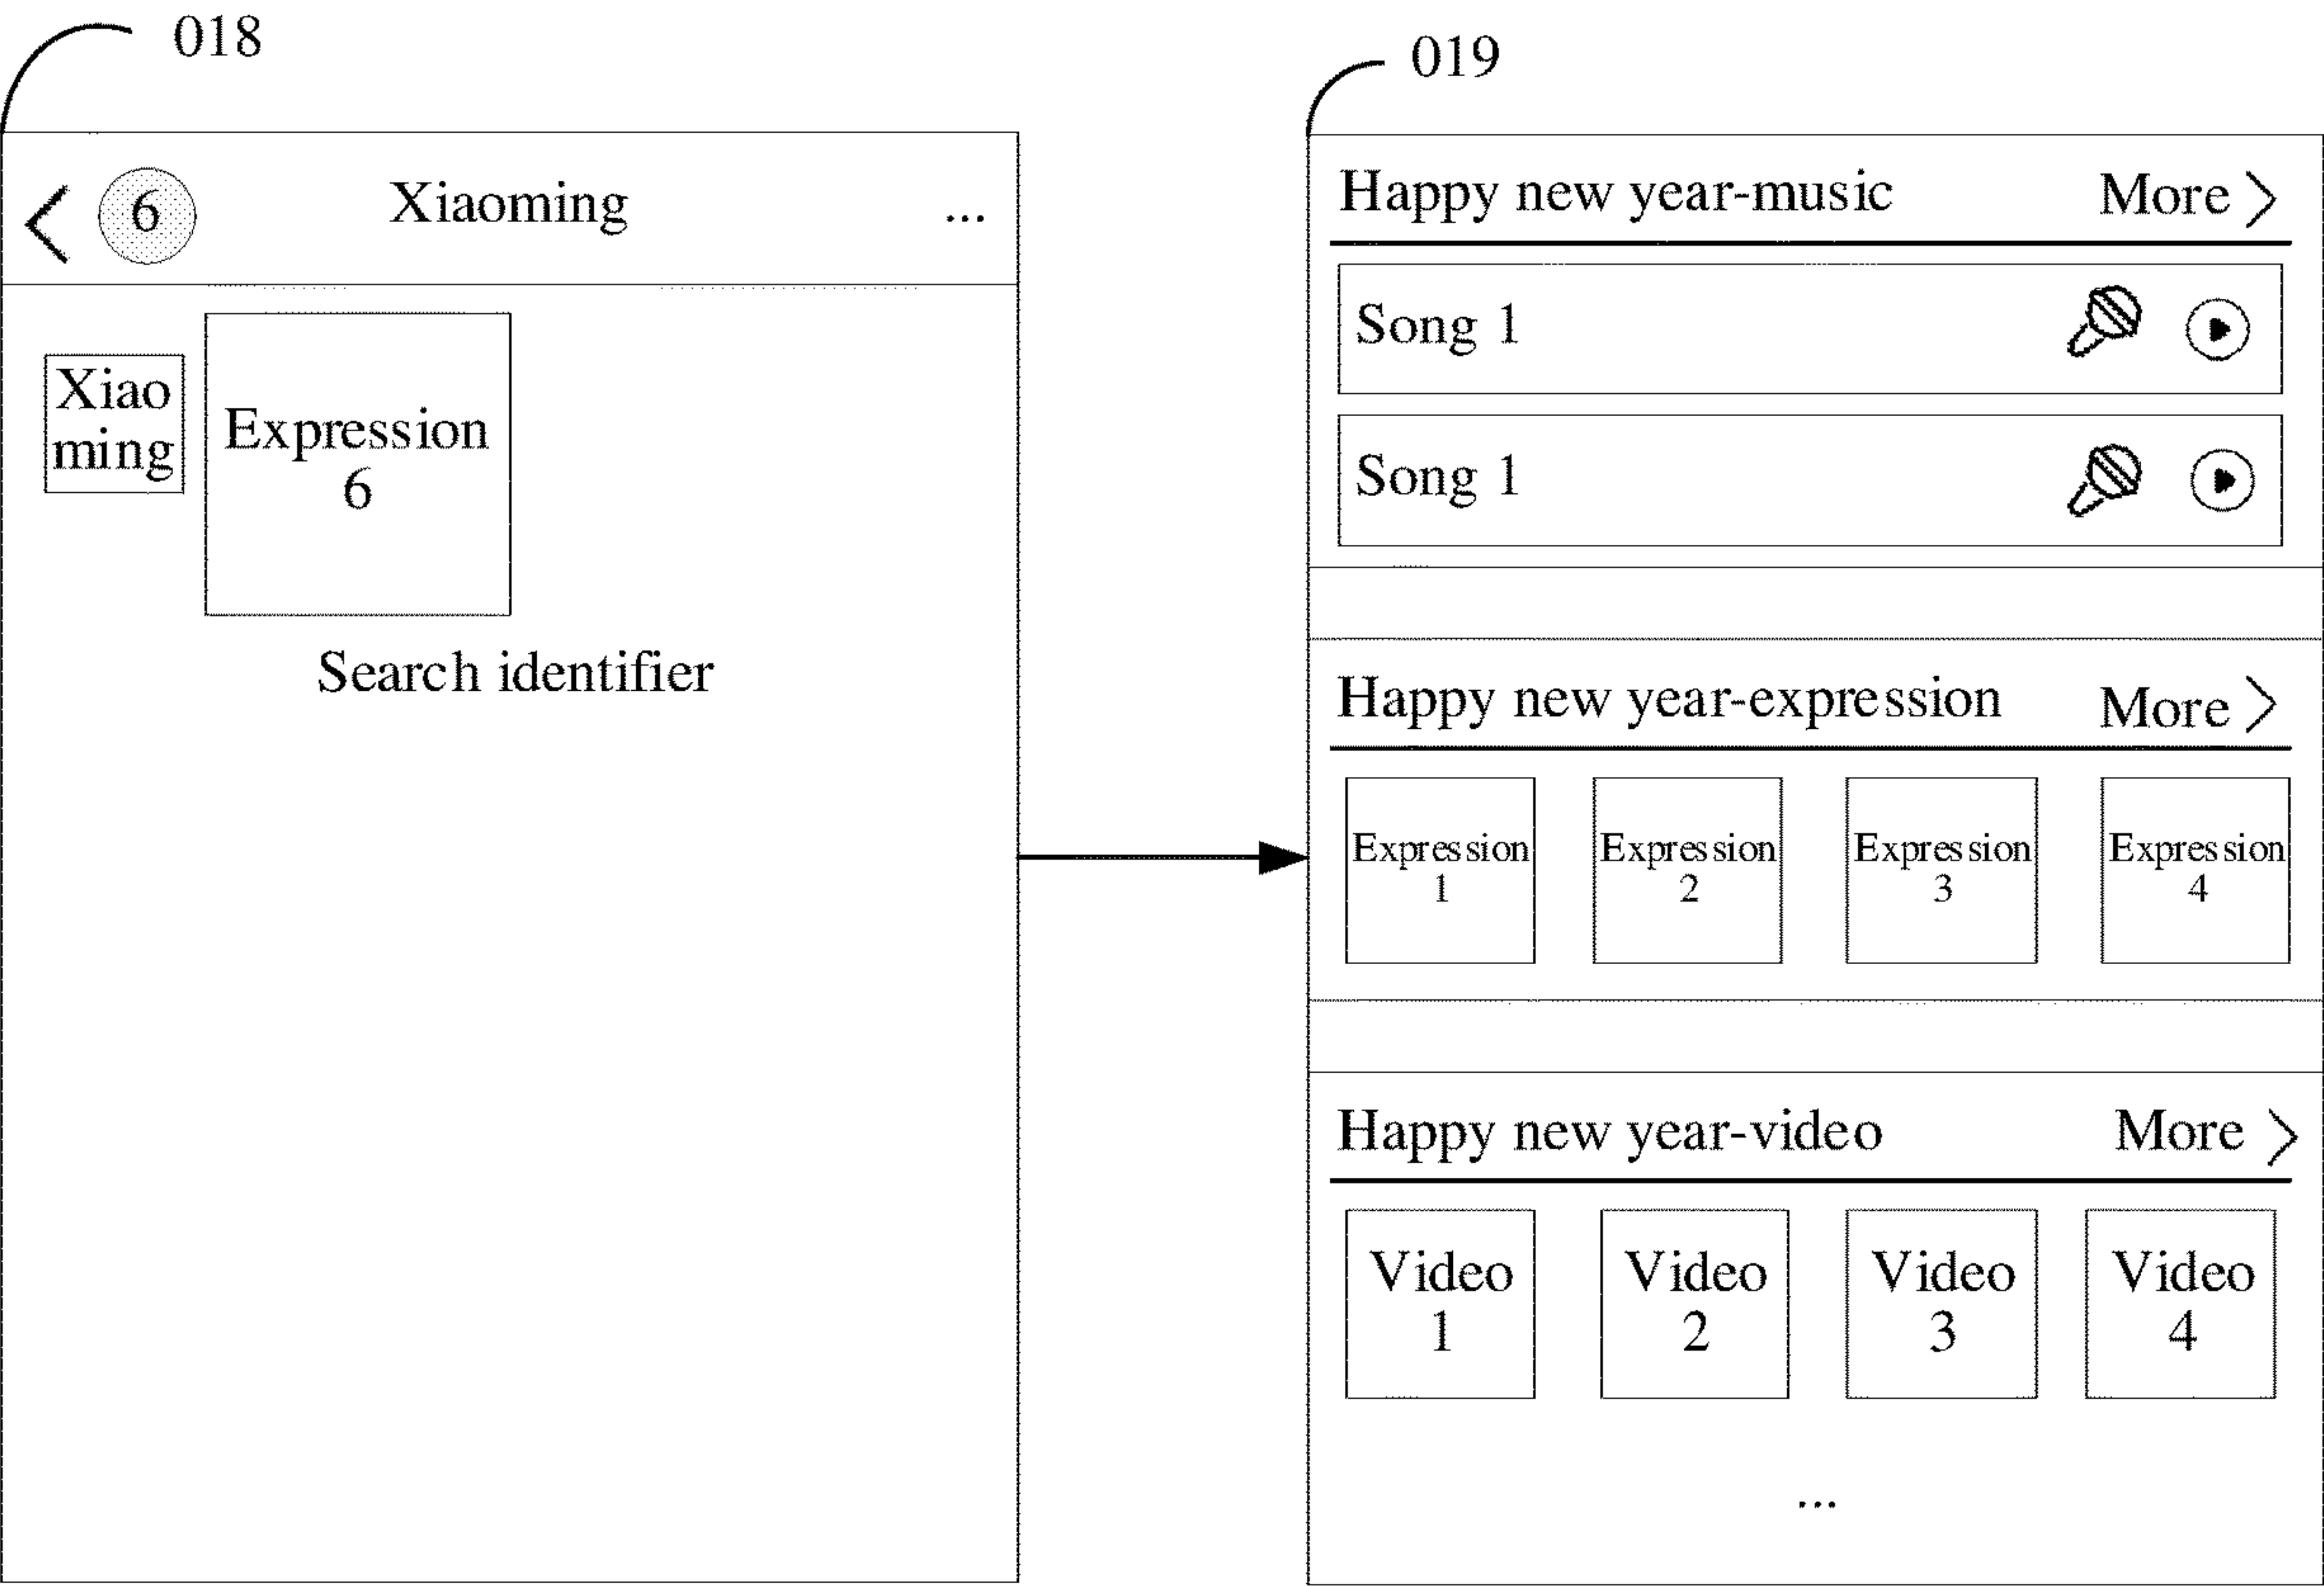 018
6 Xiaoming ...
Xiao
ming
Expression
6
Search identifier
019
Happy new year-music More
Song 1
Song 1
Happy new year-expression More
Expression
1
Expression
2
Expression
3
Expression
4
Happy new year-video More
Video
1
Video
2
Video
3
Video
4
...